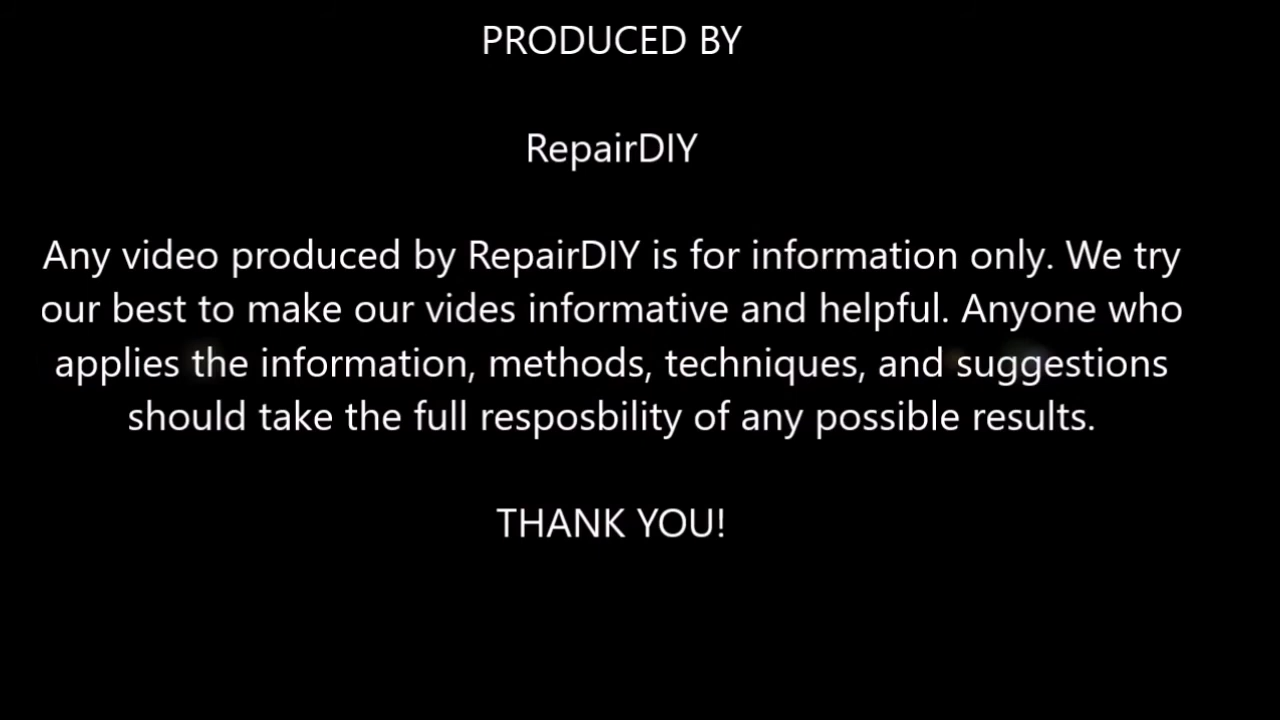 PRODUCED BY
RepairDIY
Any video produced by RepairDIY is for information only. We try
our best to make our vides informative and helpful. Anyone who
applies the information, methods, techniques, and suggestions
should take the full resposbility of any possible results.
THANK YOU!